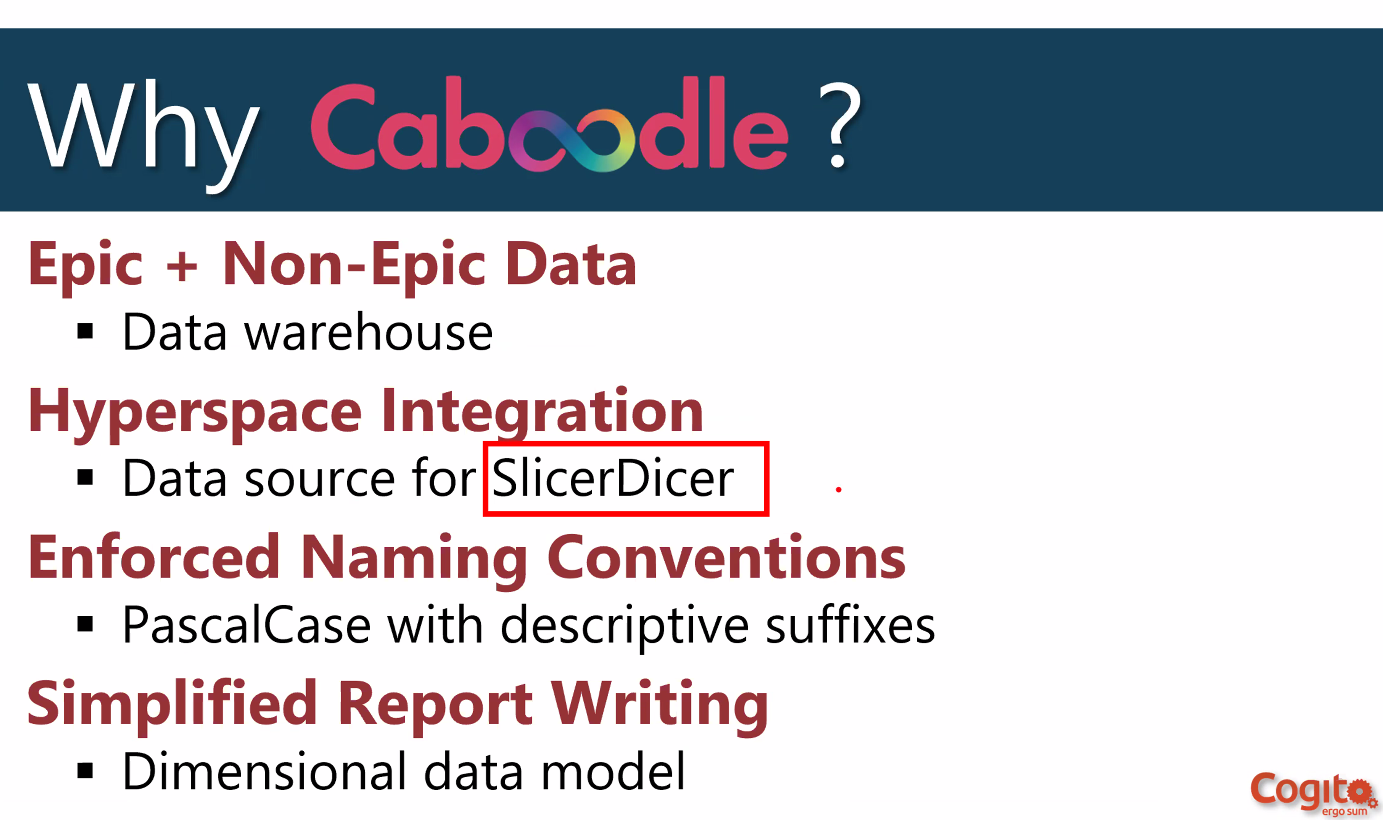 Why Caboodle ?
Epic + Non-Epic Data
▪ Data warehouse
Hyperspace Integration
▪ Data source for SlicerDicer
Enforced Naming Conventions
▪ PascalCase with descriptive suffixes
Simplified Report Writing
▪ Dimensional data model
Cogito
ergo sum